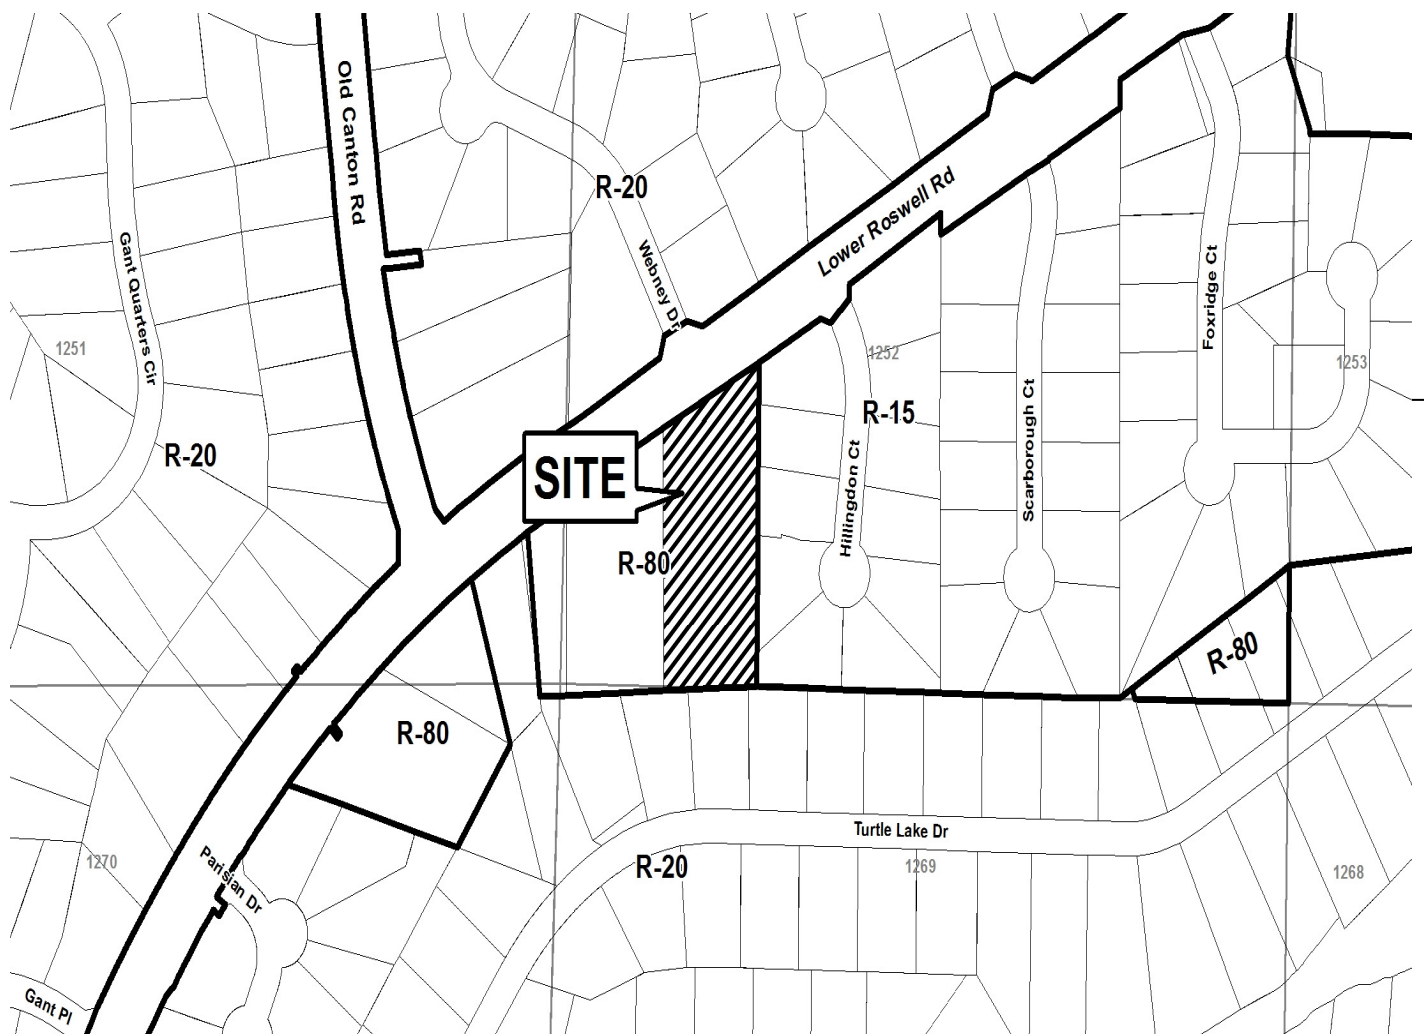 Old Canton Rd
R-20
Lower Roswell Rd
Webney Dr
Gant Quarters Cir
Foxridge Ct
1251
1252
1253
R-15
Scarborough Ct
R-20
SITE
Hillingdon Ct
R-80
R-80
R-80
Turtle Lake Dr
1270
Parisian Dr
R-20
1269
1268
Gant Pl